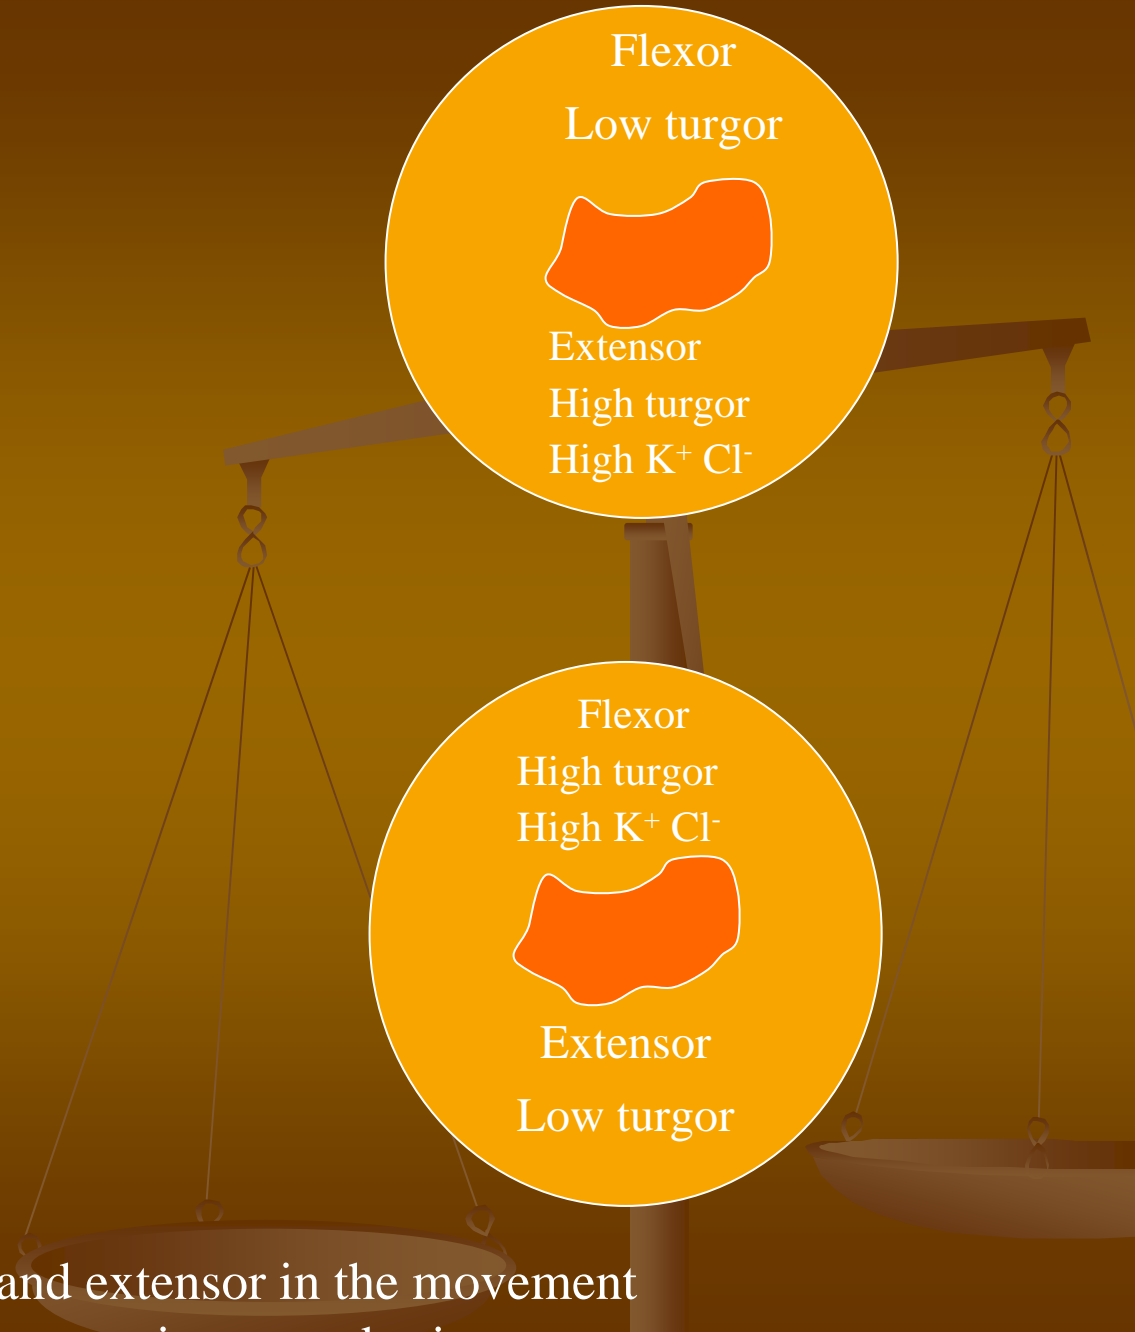 Flexor
Low turgor
Extensor
High turgor
High K⁺ Cl⁻
Flexor
High turgor
High K⁺ Cl⁻
Extensor
Low turgor
and extensor in the movement